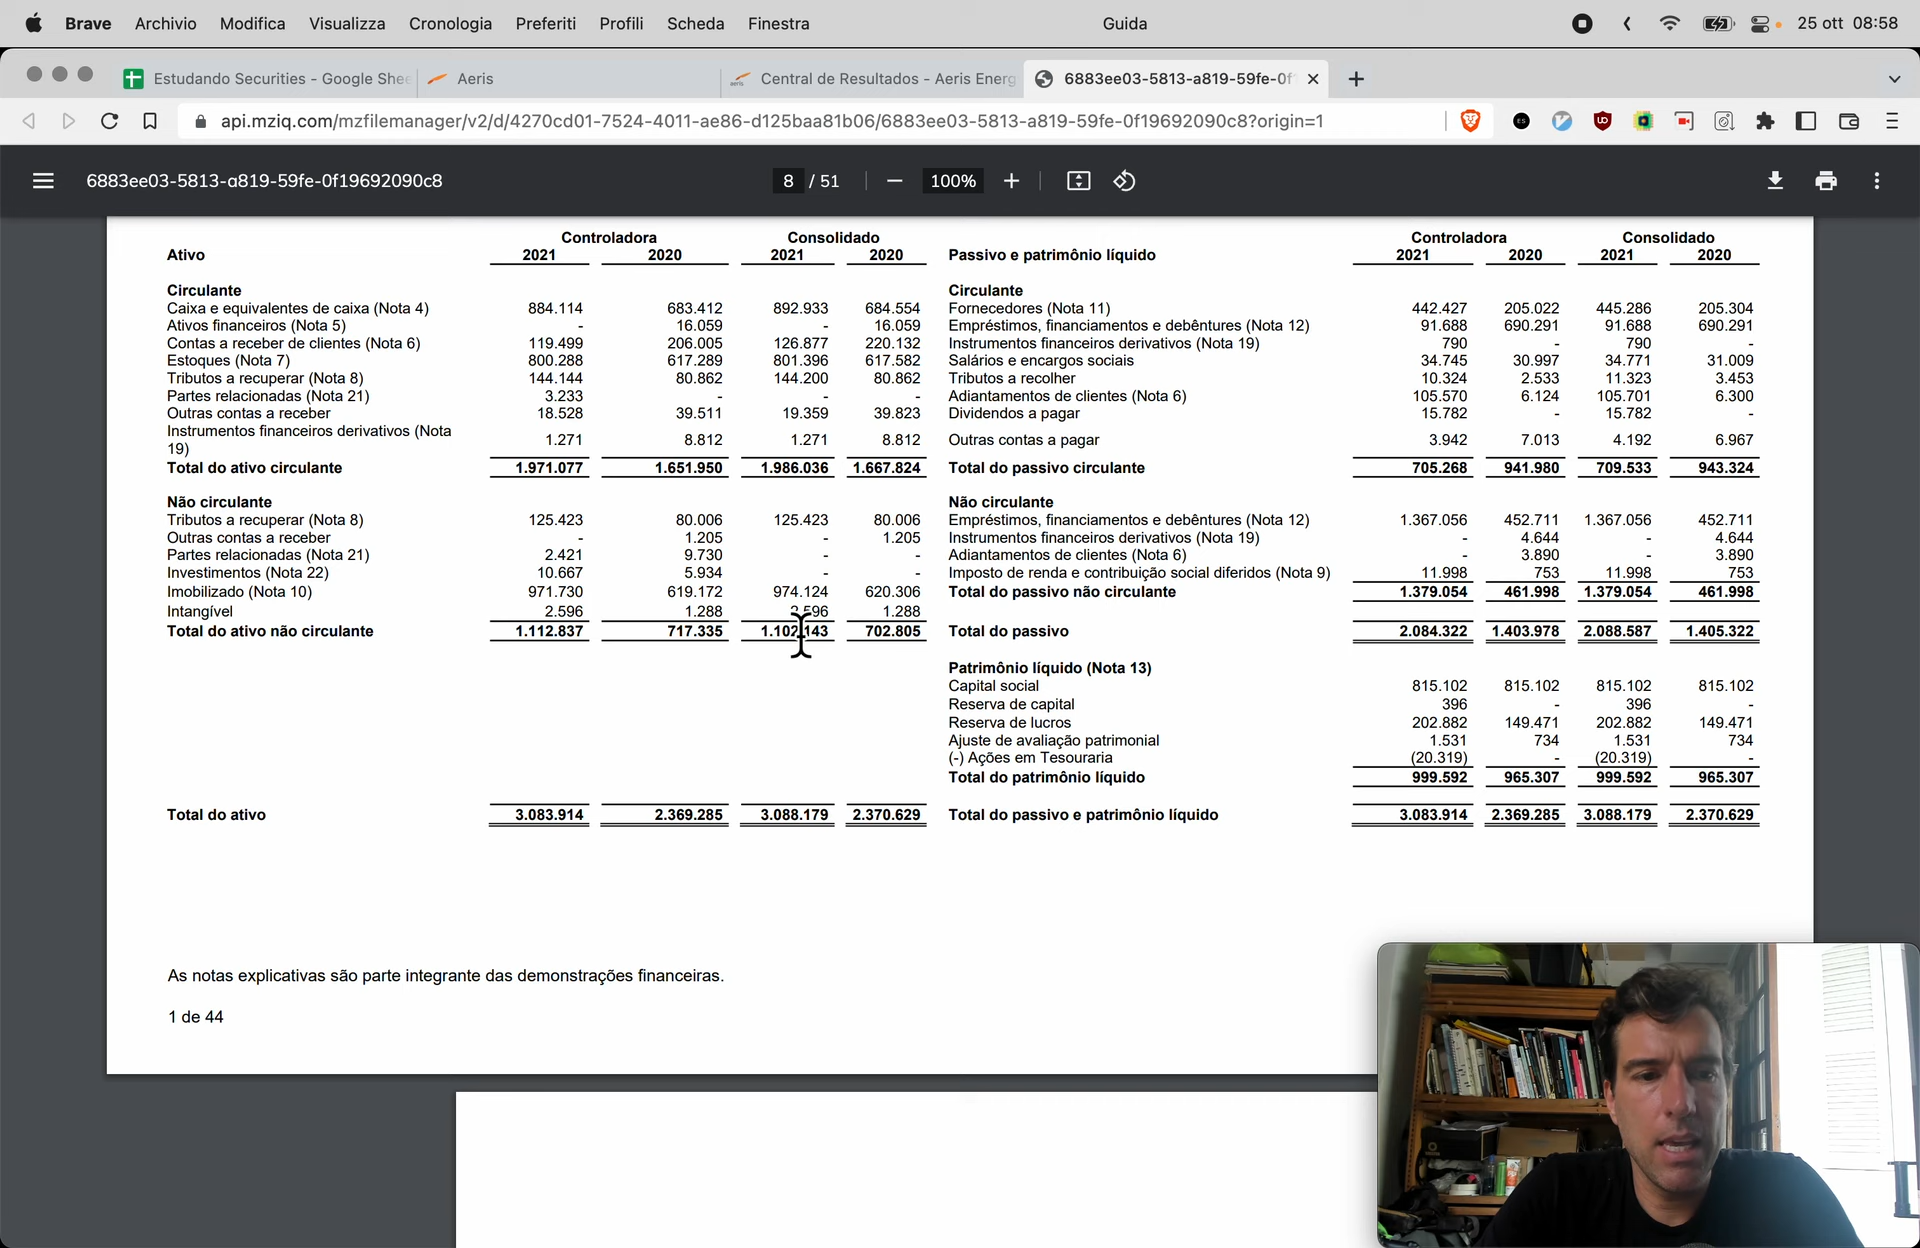 Brave Archivio Modifica Visualizza Cronologia Preferiti Profili Scheda Finestra Guida 25 ott 08:58
Estudando Securities - Google Shee Aeris Central de Resultados - Aeris Energ 6883ee03-5813-a819-59fe-0f
api.mziq.com/mzfilemanager/v2/d/4270cd01-7524-4011-ae86-d125baa81b06/6883ee03-5813-a819-59fe-0f19692090c8?origin=1
6883ee03-5813-a819-59fe-0f19692090c8 8 / 51 100%
Controladora Consolidado Controladora Consolidado
Ativo 2021 2020 2021 2020 Passivo e patrimônio líquido 2021 2020 2021 2020
Circulante Circulante
Caixa e equivalentes de caixa (Nota 4) 884.114 683.412 892.933 684.554 Fornecedores (Nota 11) 442.427 205.022 445.286 205.304
Ativos financeiros (Nota 5) - 16.059 - 16.059 Empréstimos, financiamentos e debêntures (Nota 12) 91.688 690.291 91.688 690.291
Contas a receber de clientes (Nota 6) 119.499 206.005 126.877 220.132 Instrumentos financeiros derivativos (Nota 19) 790 - 790 -
Estoques (Nota 7) 800.288 617.289 801.396 617.582 Salários e encargos sociais 34.745 30.997 34.771 31.009
Tributos a recuperar (Nota 8) 144.144 80.862 144.200 80.862 Tributos a recolher 10.324 2.533 11.323 3.453
Partes relacionadas (Nota 21) 3.233 - - - Adiantamentos de clientes (Nota 6) 105.570 6.124 105.701 6.300
Outras contas a receber 18.528 39.511 19.359 39.823 Dividendos a pagar 15.782 - 15.782 -
Instrumentos financeiros derivativos (Nota
19) 1.271 8.812 1.271 8.812 Outras contas a pagar 3.942 7.013 4.192 6.967
Total do ativo circulante 1.971.077 1.651.950 1.986.036 1.667.824 Total do passivo circulante 705.268 941.980 709.533 943.324
Não circulante Não circulante
Tributos a recuperar (Nota 8) 125.423 80.006 125.423 80.006 Empréstimos, financiamentos e debêntures (Nota 12) 1.367.056 452.711 1.367.056 452.711
Outras contas a receber - 1.205 - 1.205 Instrumentos financeiros derivativos (Nota 19) - 4.644 - 4.644
Partes relacionadas (Nota 21) 2.421 9.730 - - Adiantamentos de clientes (Nota 6) - 3.890 - 3.890
Investimentos (Nota 22) 10.667 5.934 - - Imposto de renda e contribuição social diferidos (Nota 9) 11.998 753 11.998 753
Imobilizado (Nota 10) 971.730 619.172 974.124 620.306 Total do passivo não circulante 1.379.054 461.998 1.379.054 461.998
Intangível 2.596 1.288 2.596 1.288
Total do ativo não circulante 1.112.837 717.335 1.102.143 702.805 Total do passivo 2.084.322 1.403.978 2.088.587 1.405.322
Patrimônio líquido (Nota 13)
Capital social 815.102 815.102 815.102 815.102
Reserva de capital 396 - 396 -
Reserva de lucros 202.882 149.471 202.882 149.471
Ajuste de avaliação patrimonial 1.531 734 1.531 734
(-) Ações em Tesouraria (20.319) - (20.319) -
Total do patrimônio líquido 999.592 965.307 999.592 965.307
Total do ativo 3.083.914 2.369.285 3.088.179 2.370.629 Total do passivo e patrimônio líquido 3.083.914 2.369.285 3.088.179 2.370.629
As notas explicativas são parte integrante das demonstrações financeiras.
1 de 44